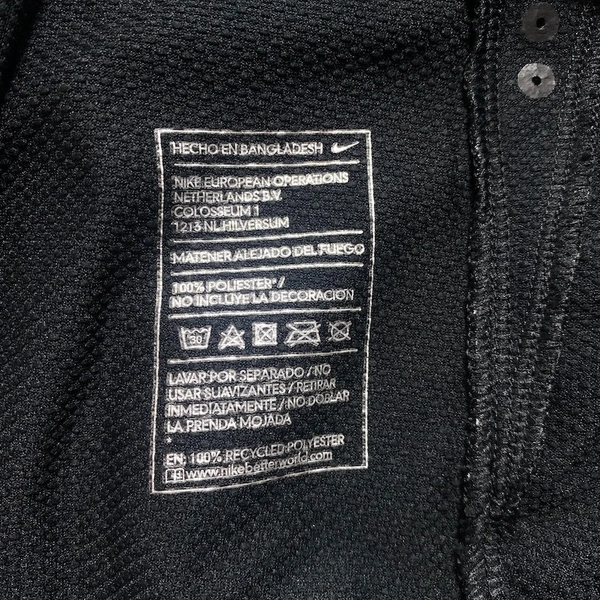 HECHO EN BANGLADESH
NIKE EUROPEAN OPERATIONS
NETHERLANDS B.V.
COLOSSEUM 1
1213 NL HILVERSUM
MATENER ALEJADO DEL FUEGO
100% POLIESTER*/
NO INCLUYE LA DECORACIÓN
30
LAVAR POR SEPARADO / NO
USAR SUAVIZANTES / RETIRAR
INMEDIATAMENTE / NO DOBLAR
LA PRENDA MOJADA
*
EN: 100% RECYCLED POLYESTER
www.nikebetterworld.com